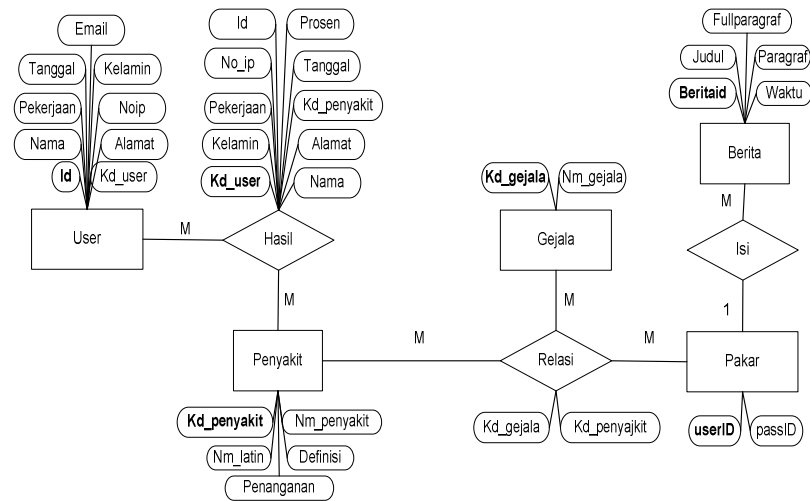 Email
Tanggal
Kelamin
Pekerjaan
Noip
Nama
Alamat
Id
Kd_user
User
M
Id
Prosen
No_ip
Tanggal
Pekerjaan
Kd_penyakit
Kelamin
Alamat
Kd_user
Nama
Hasil
M
Penyakit
Kd_penyakit
Nm_penyakit
Nm_latin
Definisi
Penanganan
M
Kd_gejala
Nm_gejala
Gejala
M
Relasi
Kd_gejala
Kd_penyajkit
M
Fullparagraf
Judul
Paragraf
Beritaid
Waktu
Berita
M
Isi
1
Pakar
userID
passID